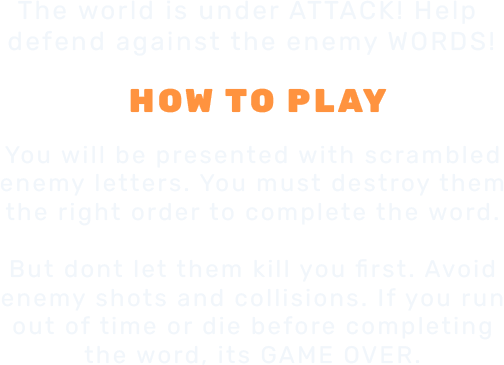 The world is under ATTACK! Help
defend against the enemy WORDS!
HOW TO PLAY
You will be presented with scrambled
enemy letters. You must destroy them
the right order to complete the word.
But dont let them kill you first. Avoid
enemy shots and collisions. If you run
out of time or die before completing
the word, its GAME OVER.